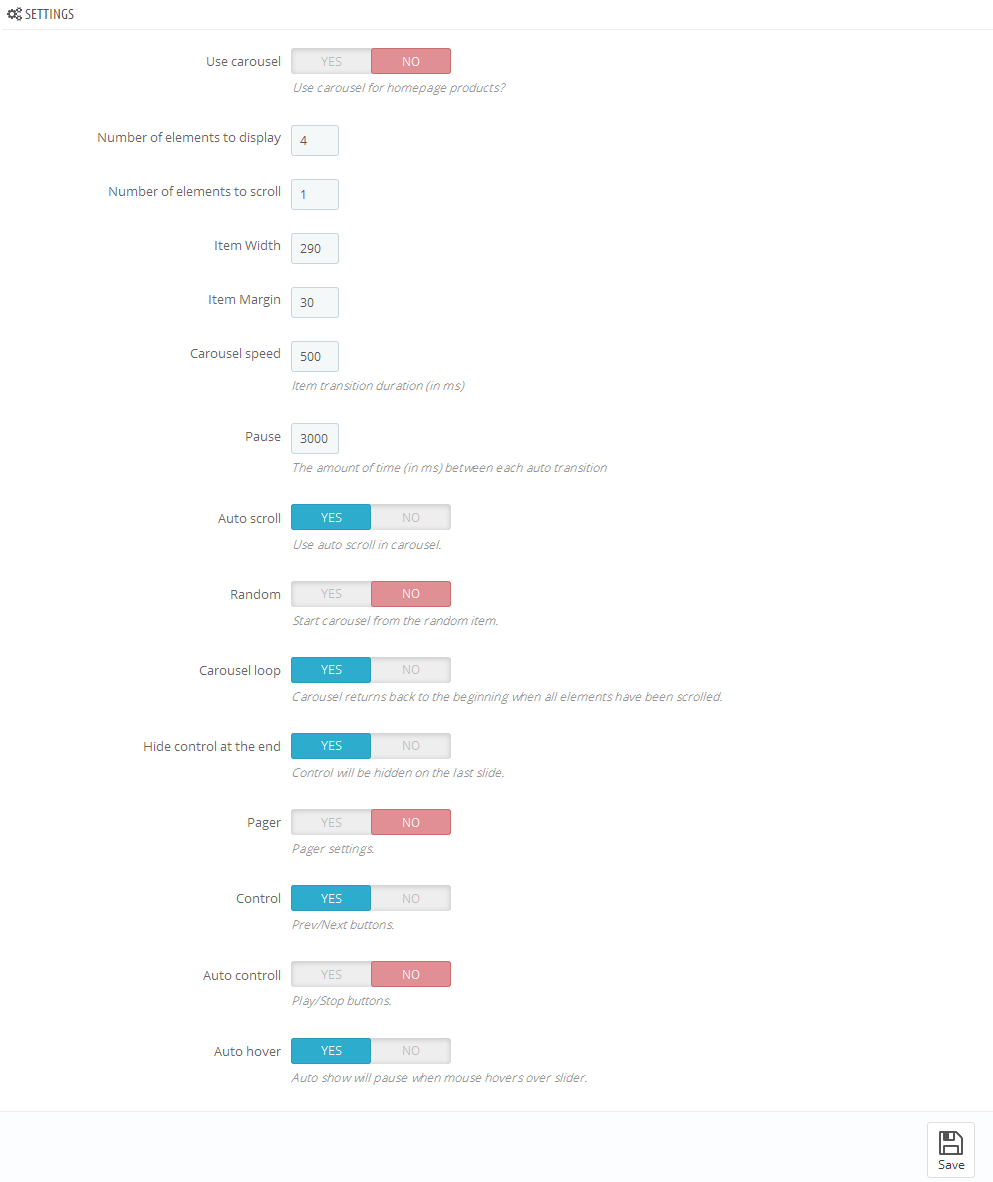 SETTINGS
Use carousel YES NO
Use carousel for homepage products?
Number of elements to display 4
Number of elements to scroll 1
Item Width 290
Item Margin 30
Carousel speed 500
Item transition duration (in ms)
Pause 3000
The amount of time (in ms) between each auto transition
Auto scroll YES NO
Use auto scroll in carousel.
Random YES NO
Start carousel from the random item.
Carousel loop YES NO
Carousel returns back to the beginning when all elements have been scrolled.
Hide control at the end YES NO
Control will be hidden on the last slide.
Pager YES NO
Pager settings.
Control YES NO
Prev/Next buttons.
Auto controll YES NO
Play/Stop buttons.
Auto hover YES NO
Auto show will pause when mouse hovers over slider.
Save